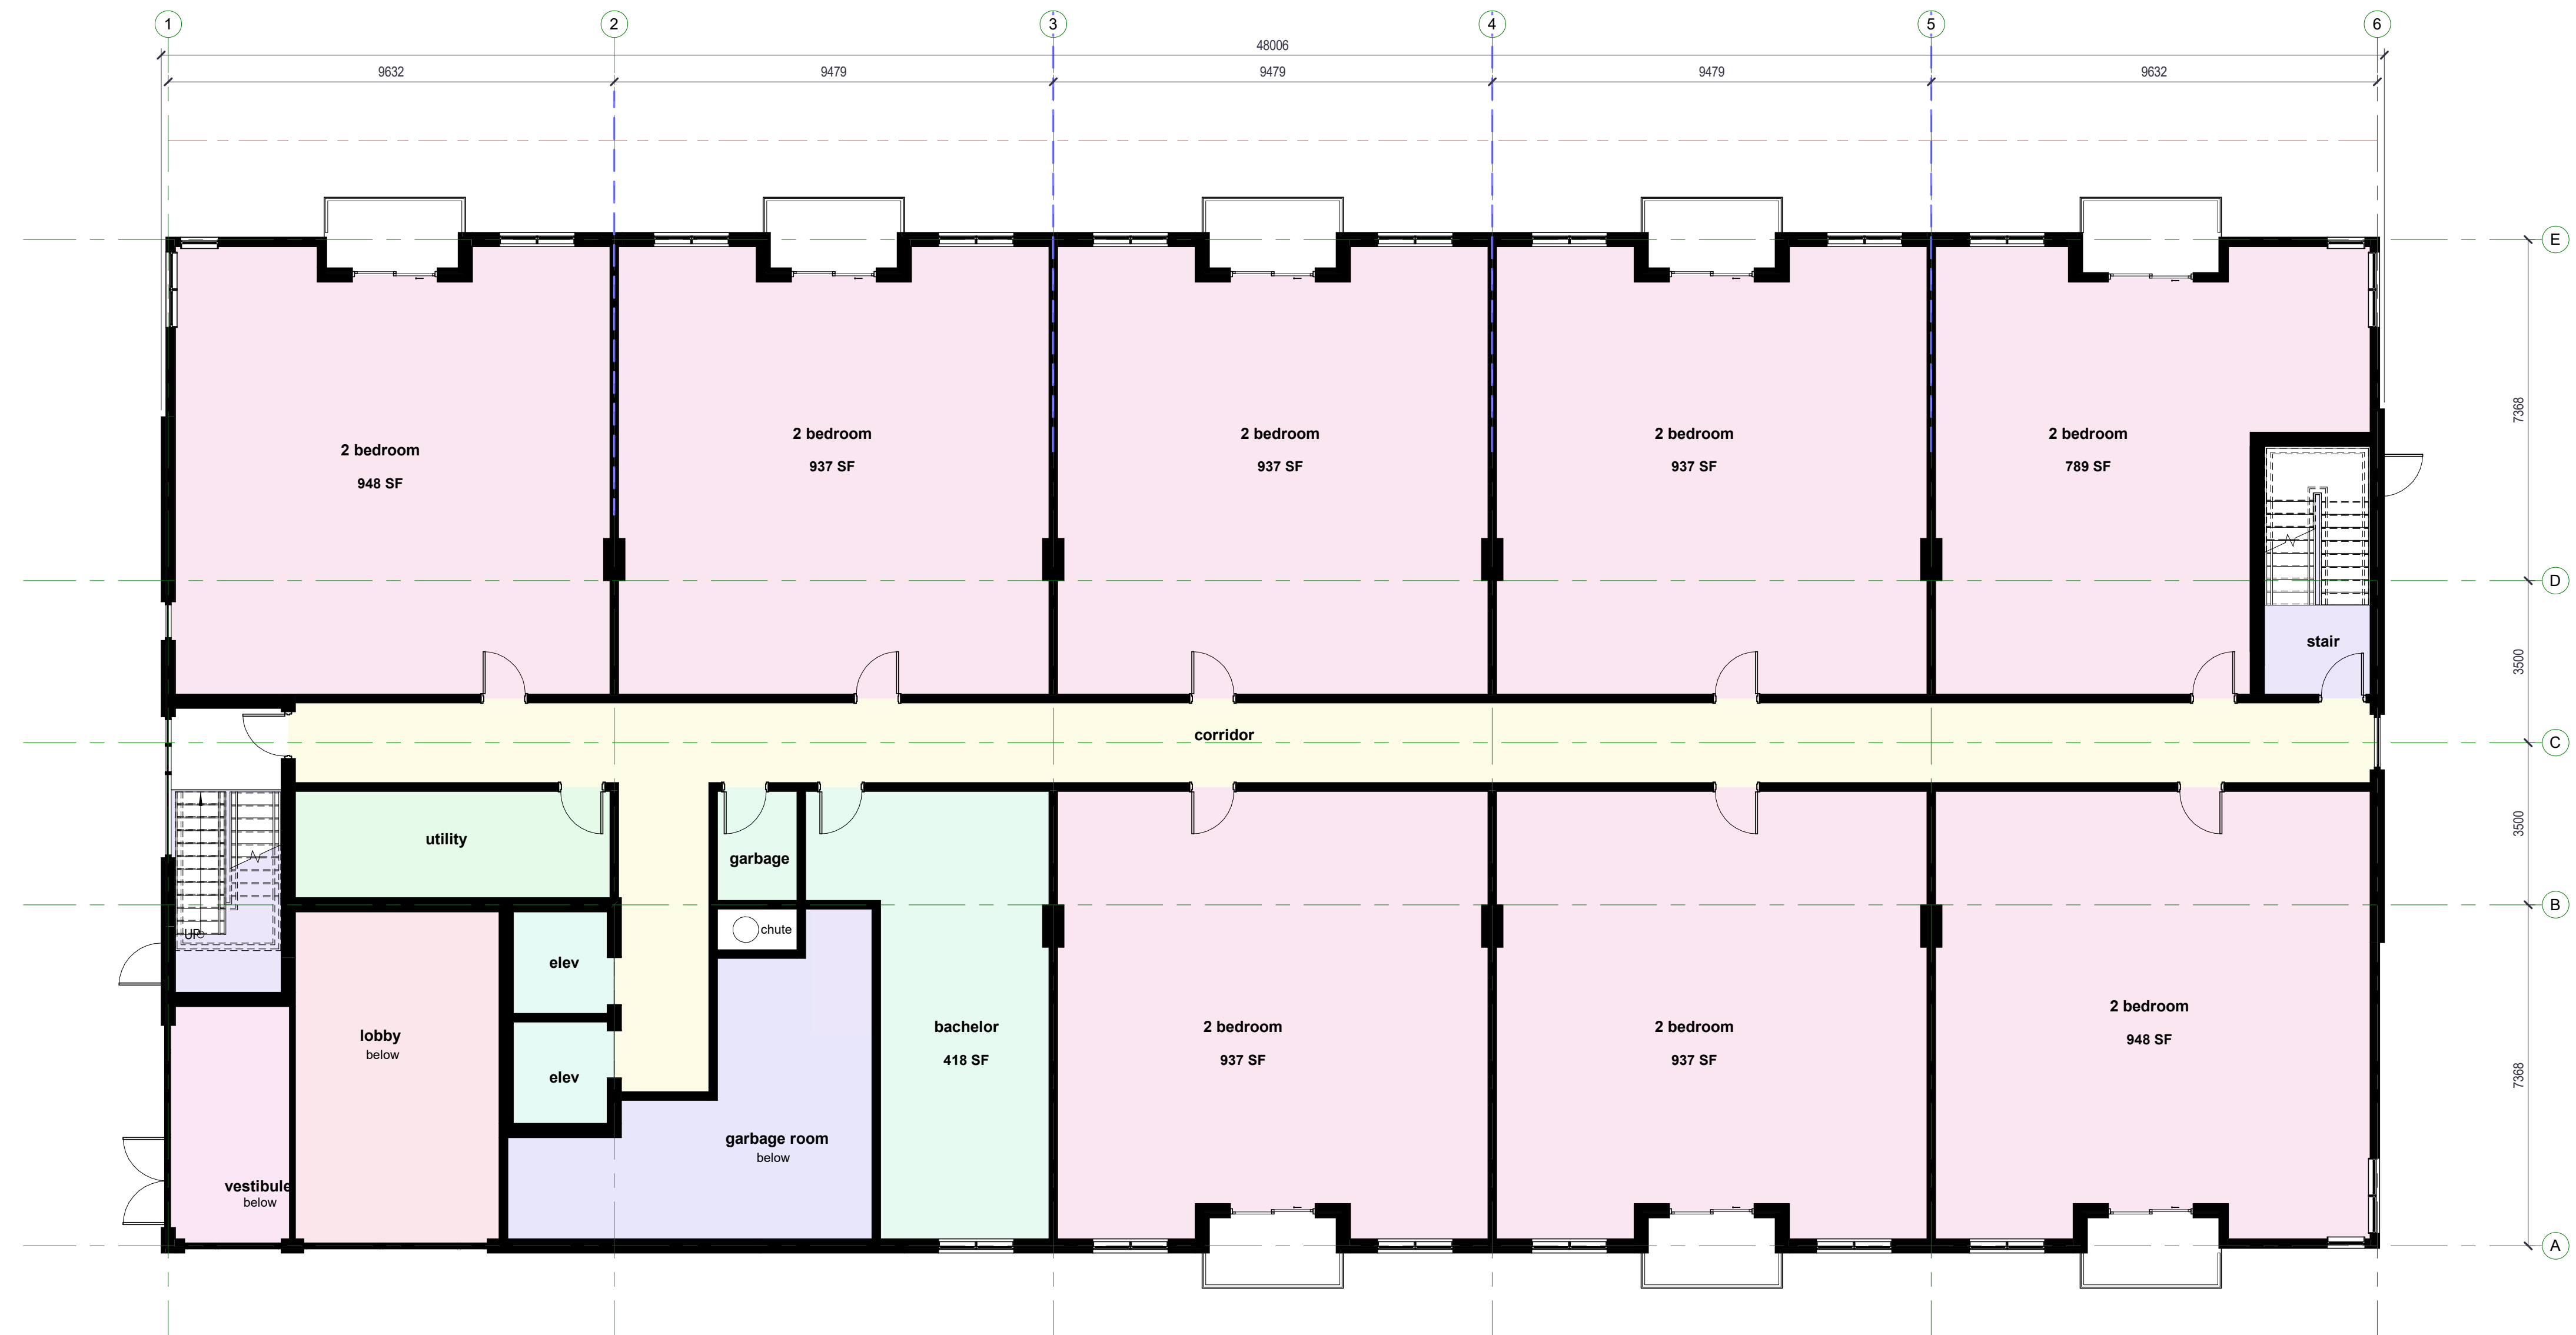 1 2 3 4 5 6
48006
9632 9479 9479 9479 9632
E
7368
2 bedroom
948 SF
2 bedroom
937 SF
2 bedroom
937 SF
2 bedroom
937 SF
2 bedroom
789 SF
D
stair
3500
corridor
C
utility
garbage
3500
B
UP
chute
elev
elev
lobby
below
bachelor
418 SF
2 bedroom
937 SF
2 bedroom
937 SF
2 bedroom
948 SF
7368
garbage room
below
vestibule
below
A